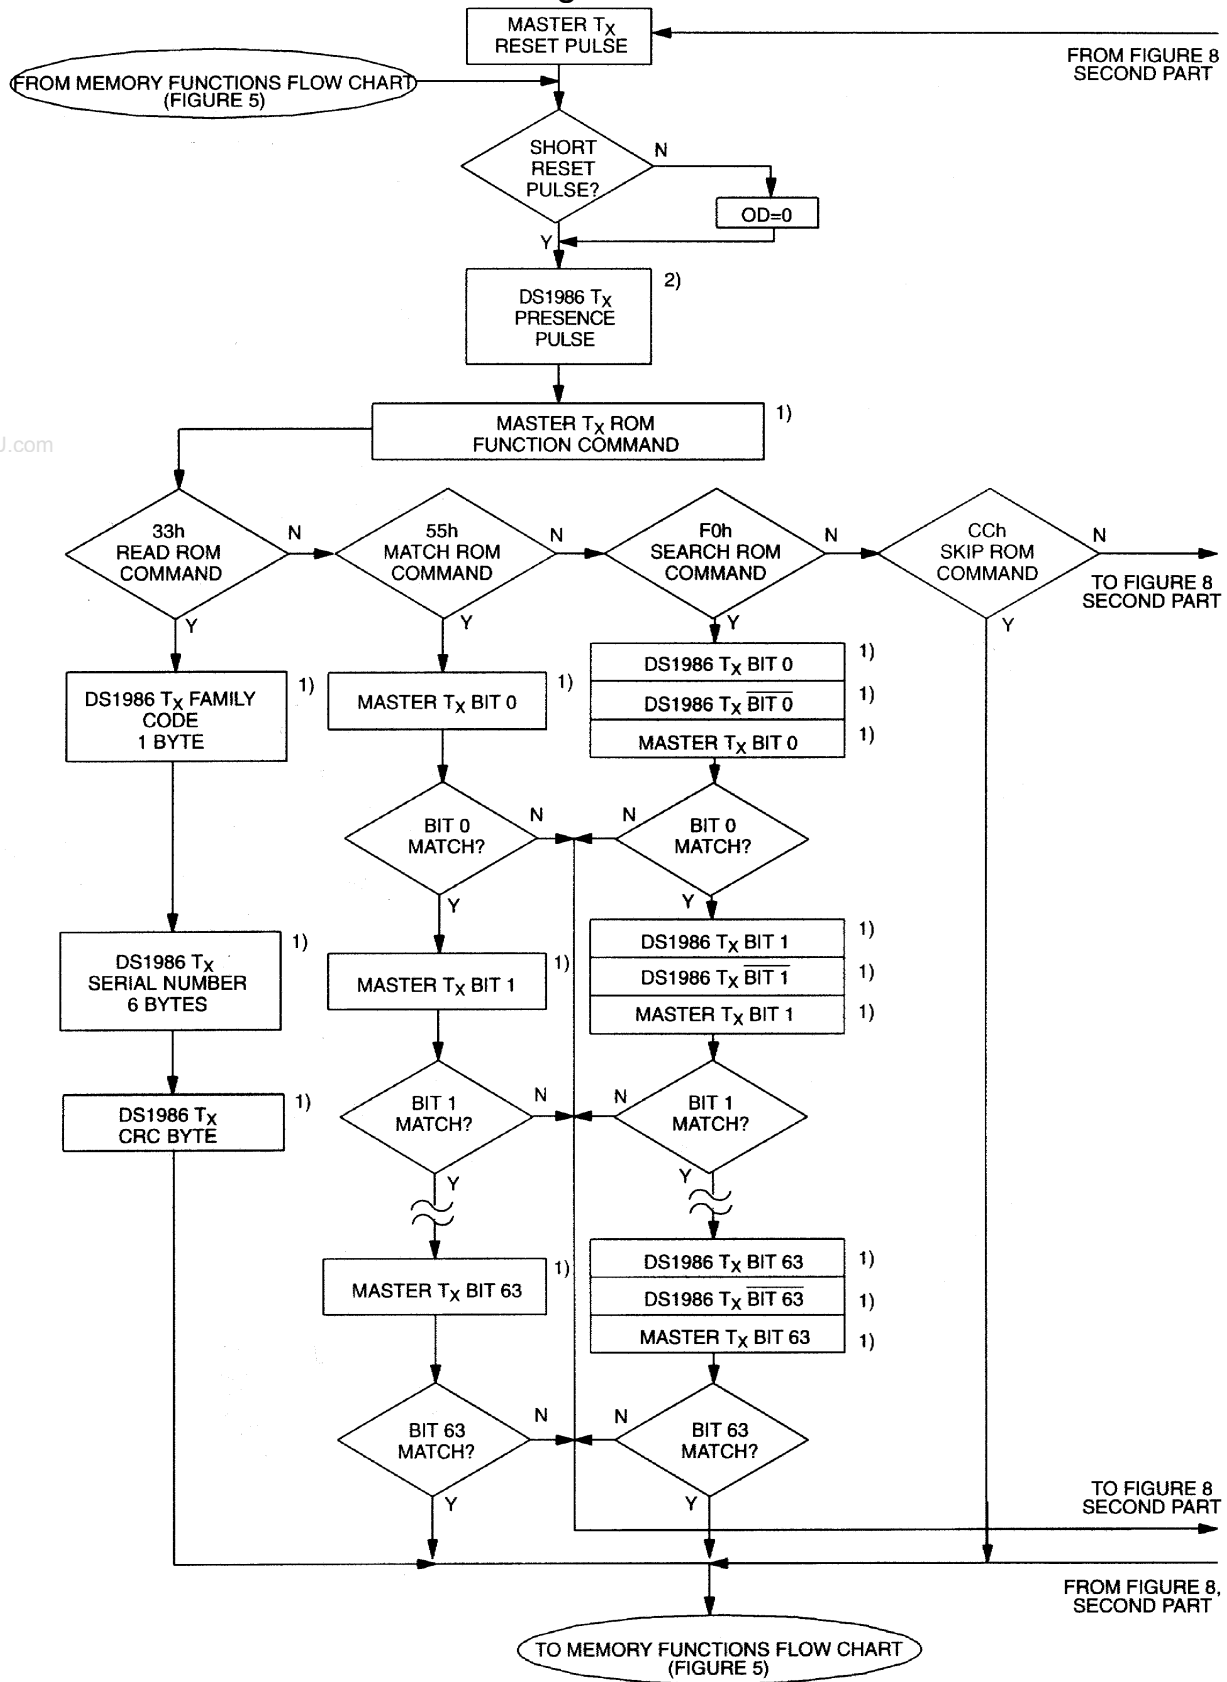 MASTER TX
RESET PULSE
FROM FIGURE 8
SECOND PART
FROM MEMORY FUNCTIONS FLOW CHART
(FIGURE 5)
SHORT
RESET
PULSE?
N
OD=0
Y
DS1986 TX
PRESENCE
PULSE
2)
MASTER TX ROM
FUNCTION COMMAND
1)
J.com
33h
READ ROM
COMMAND
N
Y
55h
MATCH ROM
COMMAND
N
Y
F0h
SEARCH ROM
COMMAND
N
Y
CCh
SKIP ROM
COMMAND
N
Y
TO FIGURE 8
SECOND PART
DS1986 TX FAMILY
CODE
1 BYTE
1)
MASTER TX BIT 0
1)
DS1986 TX BIT 0
1)
DS1986 TX B̅I̅T̅ ̅0̅
1)
MASTER TX BIT 0
1)
BIT 0
MATCH?
N
Y
BIT 0
MATCH?
N
Y
DS1986 TX
SERIAL NUMBER
6 BYTES
1)
MASTER TX BIT 1
1)
DS1986 TX BIT 1
1)
DS1986 TX B̅I̅T̅ ̅1̅
1)
MASTER TX BIT 1
1)
DS1986 TX
CRC BYTE
1)
BIT 1
MATCH?
N
Y
BIT 1
MATCH?
N
Y
MASTER TX BIT 63
1)
DS1986 TX BIT 63
1)
DS1986 TX B̅I̅T̅ ̅6̅3̅
1)
MASTER TX BIT 63
1)
BIT 63
MATCH?
N
Y
BIT 63
MATCH?
N
Y
TO FIGURE 8
SECOND PART
FROM FIGURE 8,
SECOND PART
TO MEMORY FUNCTIONS FLOW CHART
(FIGURE 5)